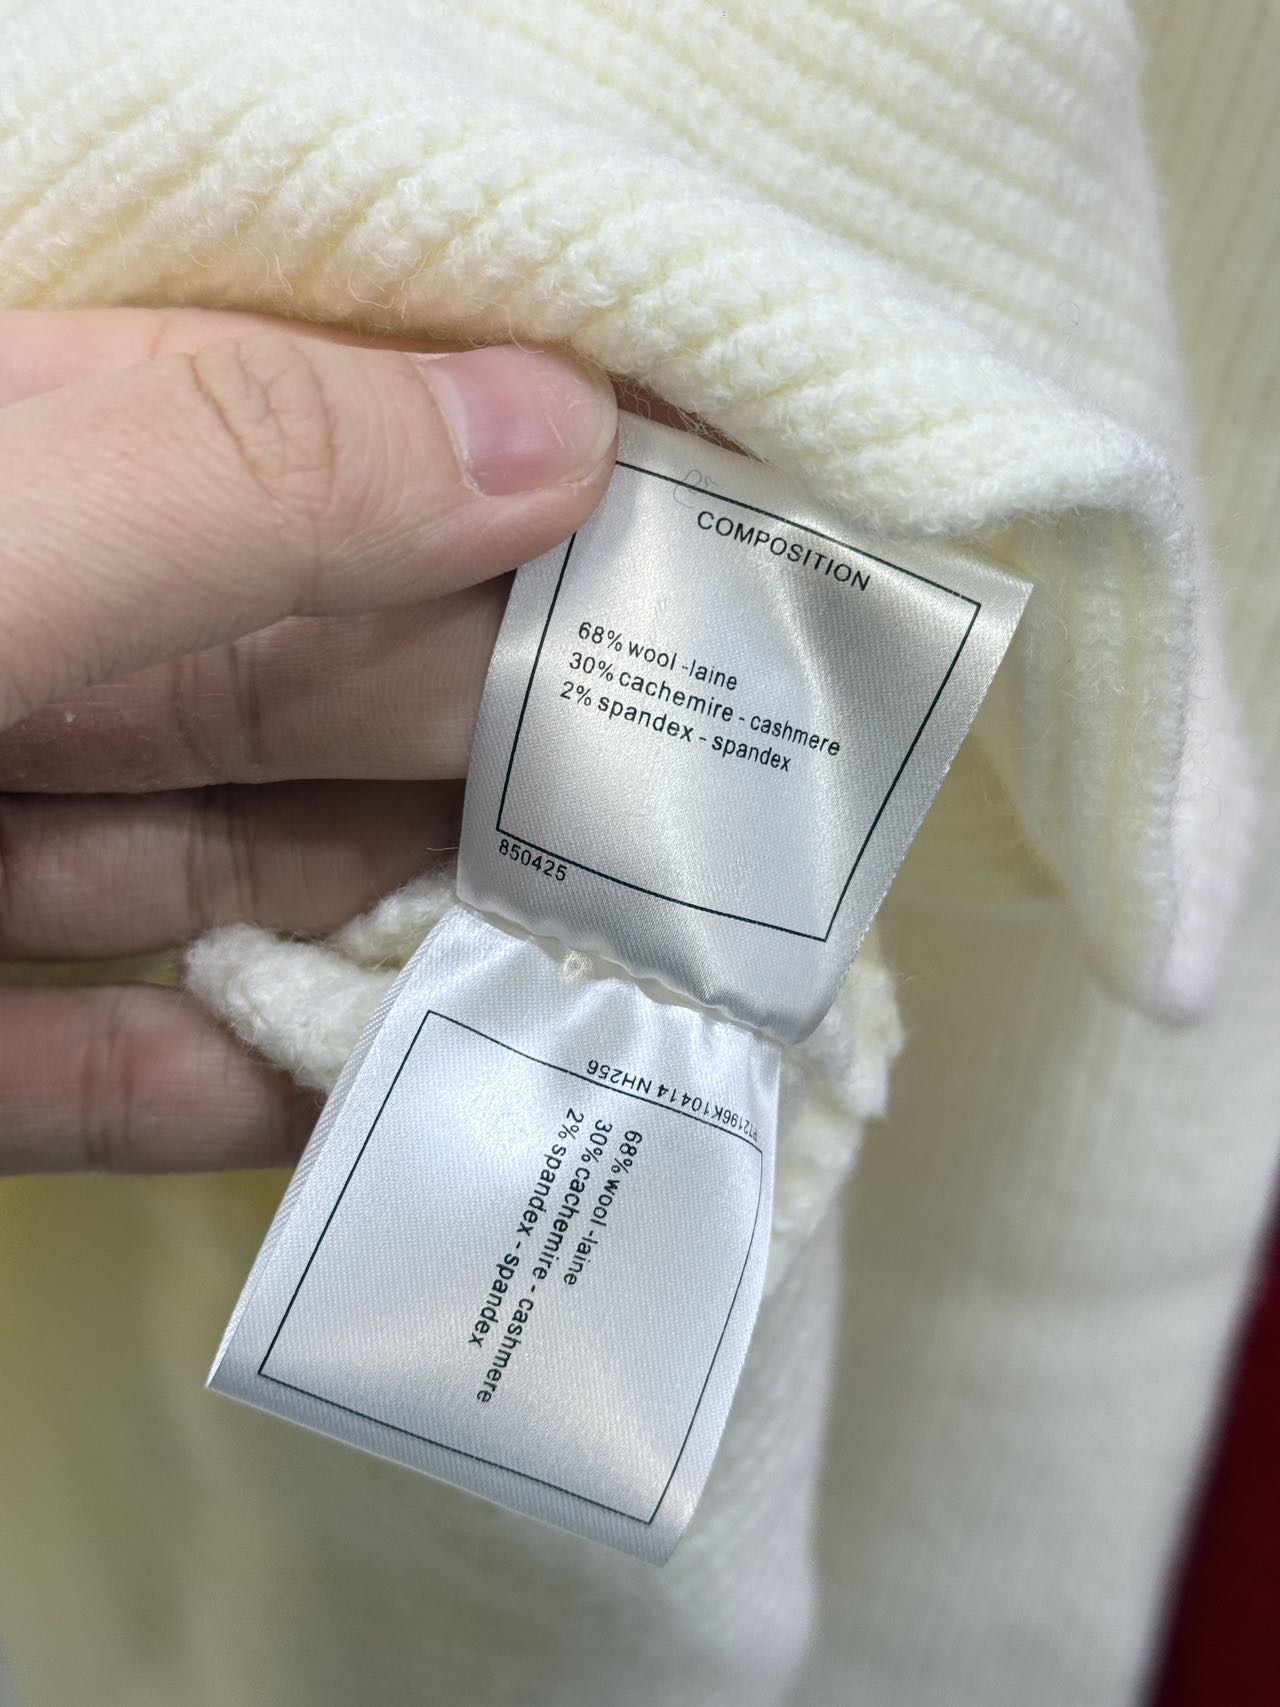 COMPOSITION
68% wool -laine
30% cachemire - cashmere
2% spandex - spandex
850425
P72196K10414 NH256
68% wool -laine
30% cachemire - cashmere
2% spandex - spandex